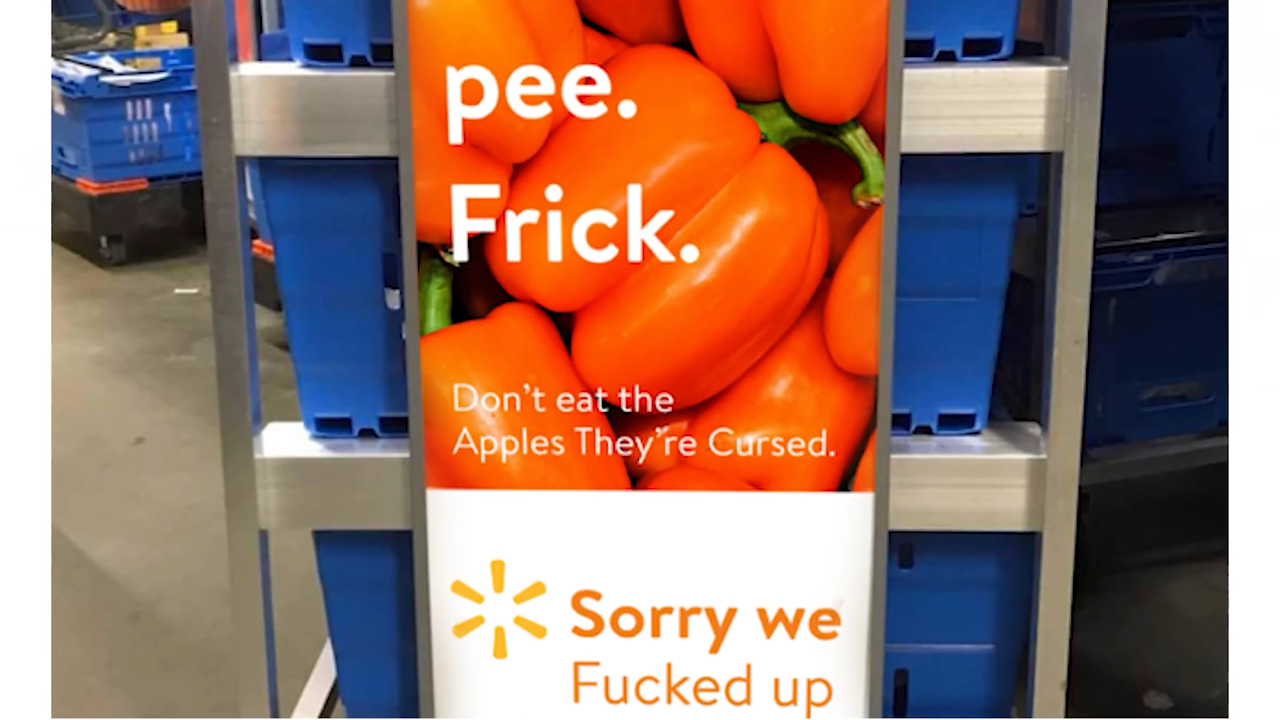 pee.
Frick.
Don't eat the
Apples They’'re Cursed.
Sorry we
Fucked up